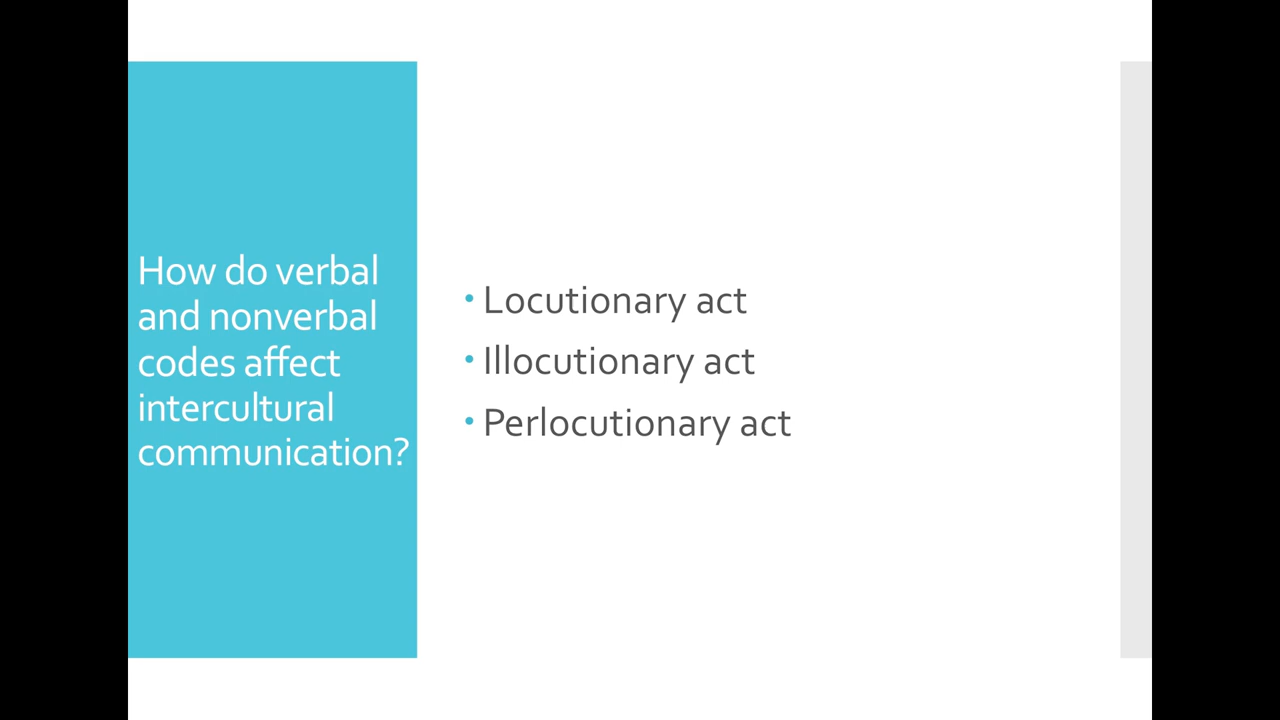 How do verbal
and nonverbal
codes affect
intercultural
communication?
• Locutionary act
• Illocutionary act
• Perlocutionary act